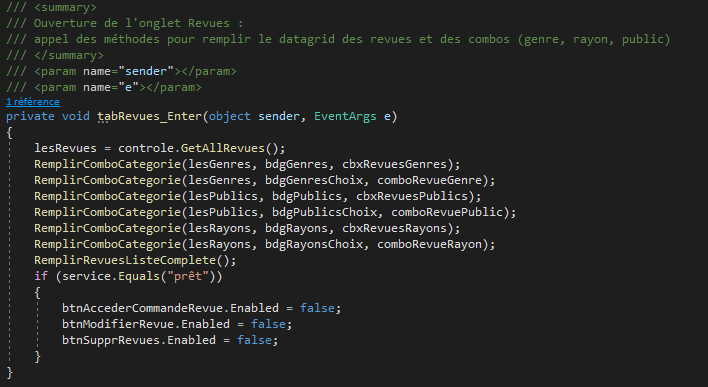 /// <summary>
/// Ouverture de l'onglet Revues :
/// appel des méthodes pour remplir le datagrid des revues et des combos (genre, rayon, public)
/// </summary>
/// <param name="sender"></param>
/// <param name="e"></param>
1 référence
private void tabRevues_Enter(object sender, EventArgs e)
{
    lesRevues = controle.GetAllRevues();
    RemplirComboCategorie(lesGenres, bdgGenres, cbxRevuesGenres);
    RemplirComboCategorie(lesGenres, bdgGenresChoix, comboRevueGenre);
    RemplirComboCategorie(lesPublics, bdgPublics, cbxRevuesPublics);
    RemplirComboCategorie(lesPublics, bdgPublicsChoix, comboRevuePublic);
    RemplirComboCategorie(lesRayons, bdgRayons, cbxRevuesRayons);
    RemplirComboCategorie(lesRayons, bdgRayonsChoix, comboRevueRayon);
    RemplirRevuesListeComplete();
    if (service.Equals("prêt"))
    {
        btnAccederCommandeRevue.Enabled = false;
        btnModifierRevue.Enabled = false;
        btnSupprRevues.Enabled = false;
    }
}